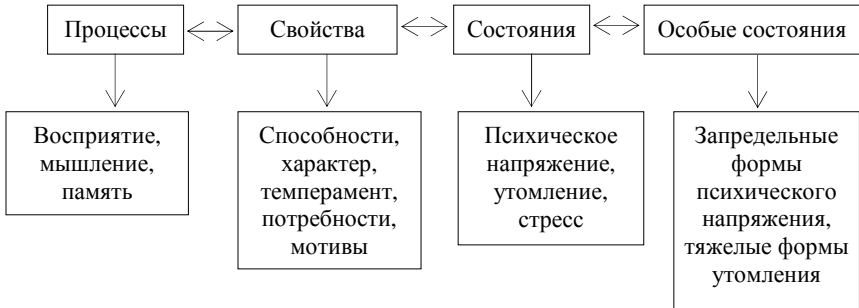 Процессы
Свойства
Состояния
Особые состояния
Восприятие,
мышление,
память
Способности,
характер,
темперамент,
потребности,
мотивы
Психическое
напряжение,
утомление,
стресс
Запредельные
формы
психического
напряжения,
тяжелые формы
утомления